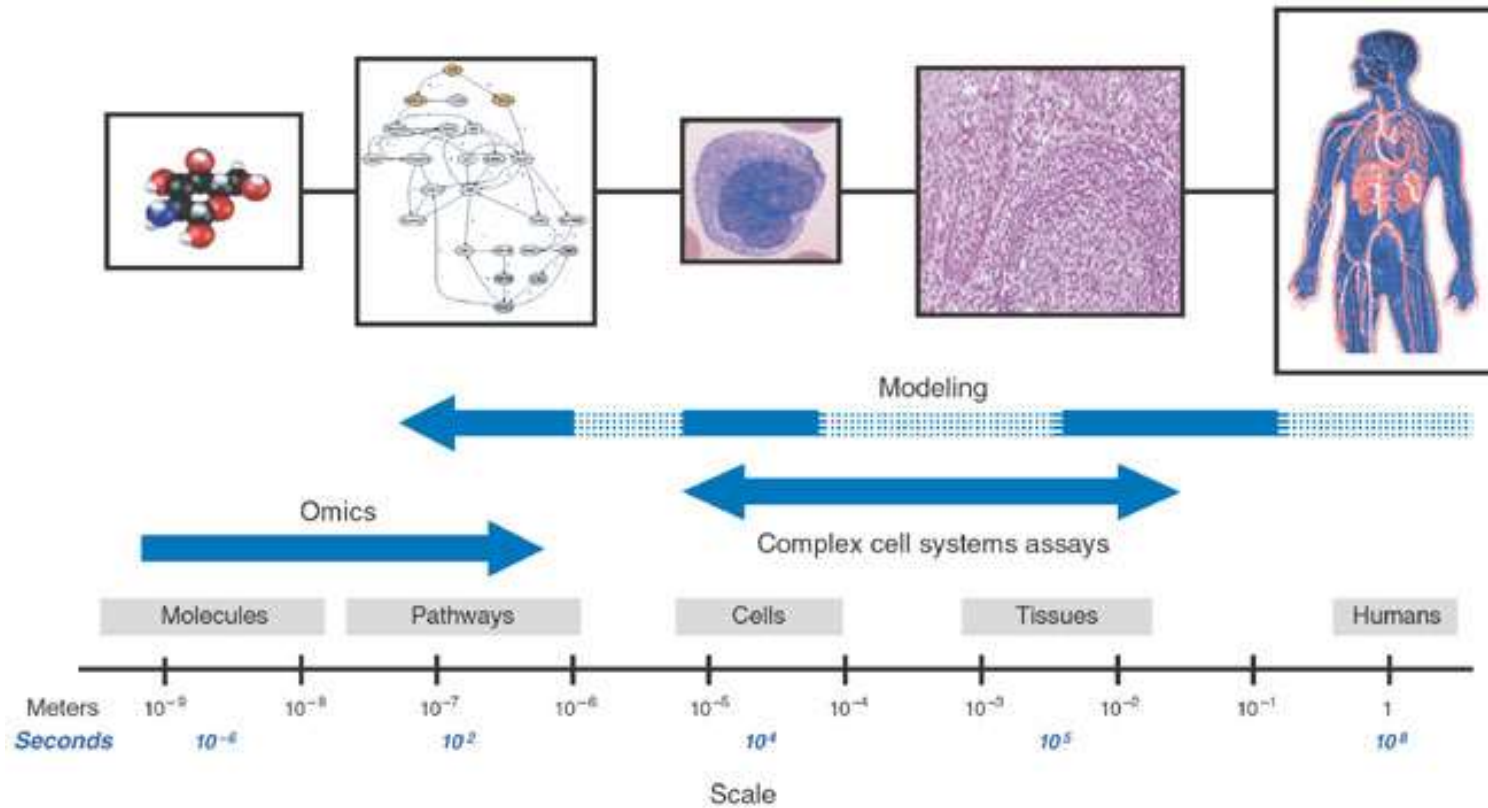 Modeling
Omics
Complex cell systems assays
Molecules Pathways Cells Tissues Humans
Meters 10⁻⁹ 10⁻⁸ 10⁻⁷ 10⁻⁶ 10⁻⁵ 10⁻⁴ 10⁻³ 10⁻² 10⁻¹ 1
Seconds 10⁻⁶ 10² 10⁴ 10⁵ 10⁸
Scale